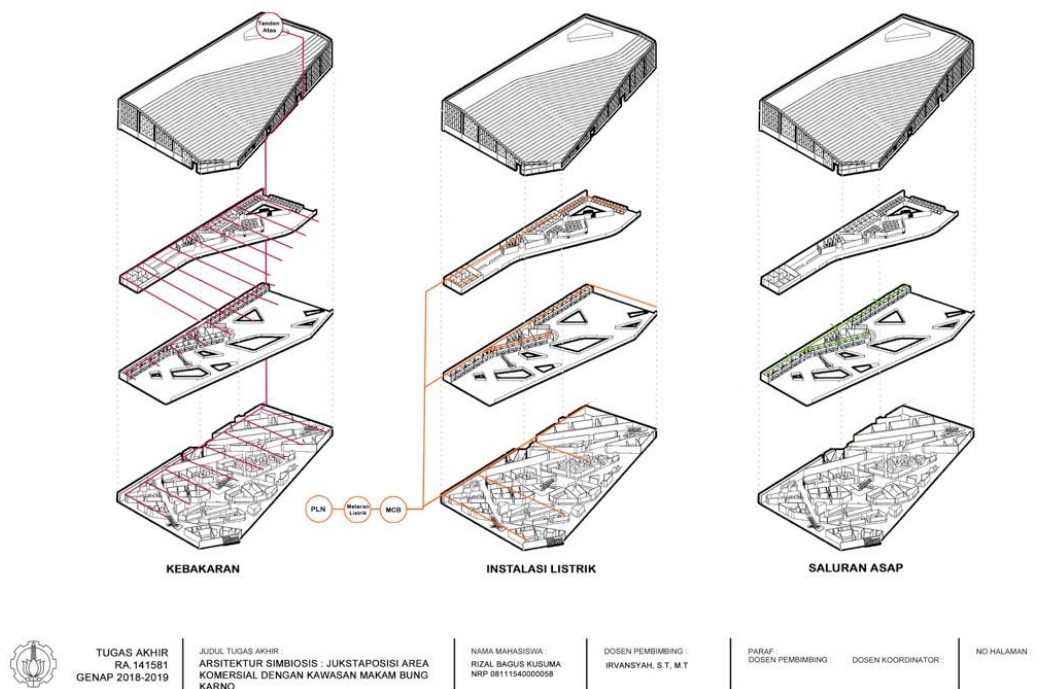 Tandon
Atas
PLN
Meteran
Listrik
MCB
KEBAKARAN
INSTALASI LISTRIK
SALURAN ASAP
TUGAS AKHIR
RA.141581
GENAP 2018-2019
JUDUL TUGAS AKHIR :
ARSITEKTUR SIMBIOSIS : JUKSTAPOSISI AREA
KOMERSIAL DENGAN KAWASAN MAKAM BUNG
KARNO
NAMA MAHASISWA :
RIZAL BAGUS KUSUMA
NRP 08111540000058
DOSEN PEMBIMBING :
IRVANSYAH, S.T, M.T
PARAF :
DOSEN PEMBIMBING :
DOSEN KOORDINATOR :
NO HALAMAN :